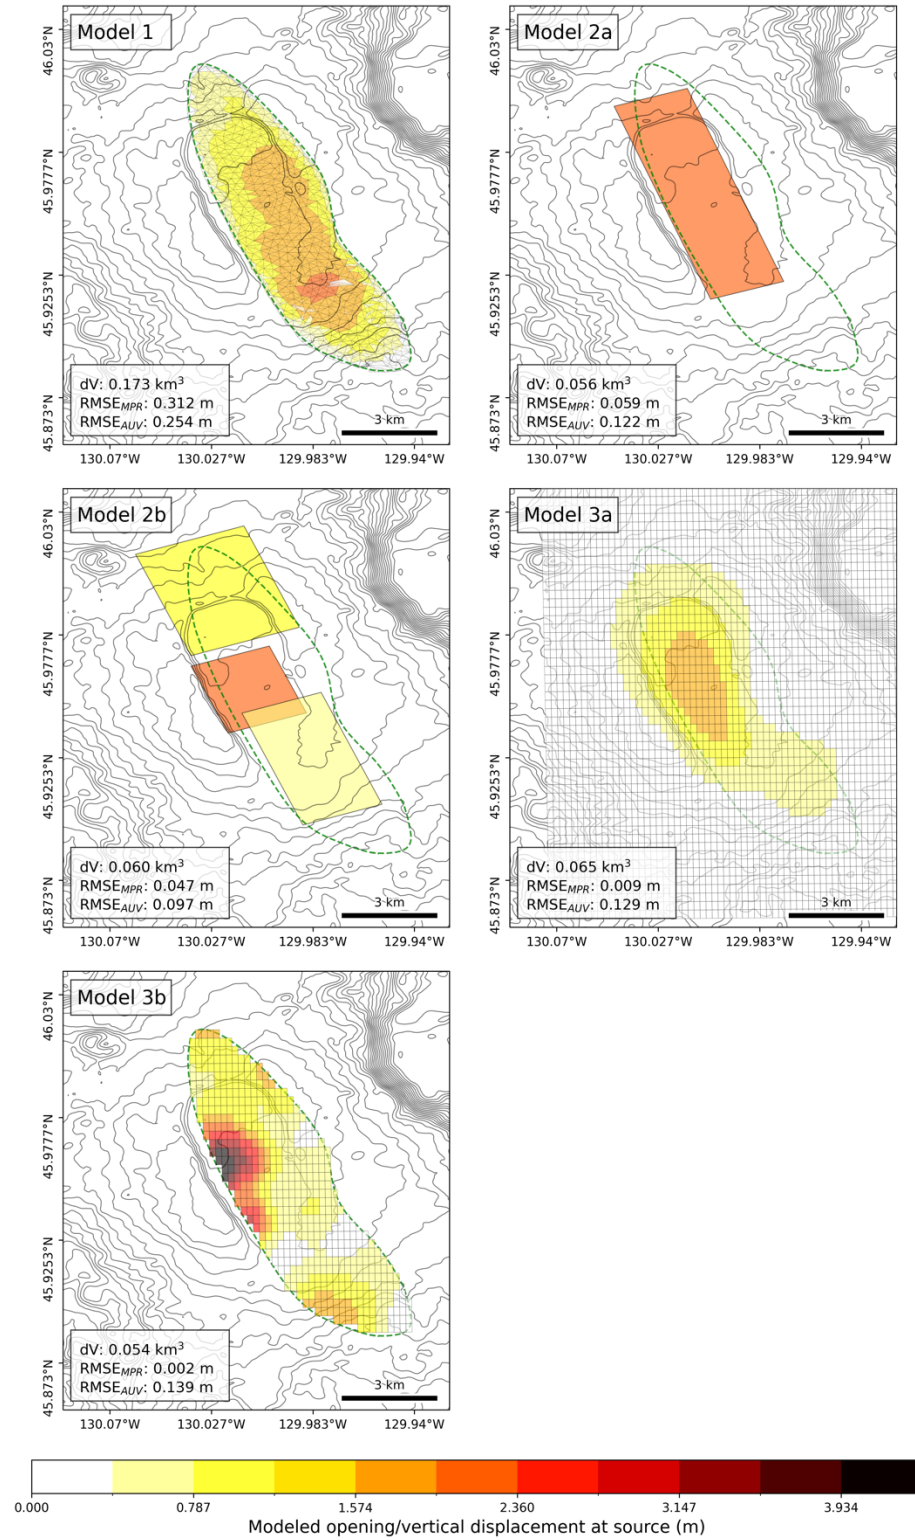 Model 1
46.03°N
45.9777°N
45.9253°N
45.873°N
dV: 0.173 km³
RMSE_MPR: 0.312 m
RMSE_AUV: 0.254 m
3 km
130.07°W 130.027°W 129.983°W 129.94°W
Model 2a
46.03°N
45.9777°N
45.9253°N
45.873°N
dV: 0.056 km³
RMSE_MPR: 0.059 m
RMSE_AUV: 0.122 m
3 km
130.07°W 130.027°W 129.983°W 129.94°W
Model 2b
46.03°N
45.9777°N
45.9253°N
45.873°N
dV: 0.060 km³
RMSE_MPR: 0.047 m
RMSE_AUV: 0.097 m
3 km
130.07°W 130.027°W 129.983°W 129.94°W
Model 3a
46.03°N
45.9777°N
45.9253°N
45.873°N
dV: 0.065 km³
RMSE_MPR: 0.009 m
RMSE_AUV: 0.129 m
3 km
130.07°W 130.027°W 129.983°W 129.94°W
Model 3b
46.03°N
45.9777°N
45.9253°N
45.873°N
dV: 0.054 km³
RMSE_MPR: 0.002 m
RMSE_AUV: 0.139 m
3 km
130.07°W 130.027°W 129.983°W 129.94°W
0.000 0.787 1.574 2.360 3.147 3.934
Modeled opening/vertical displacement at source (m)